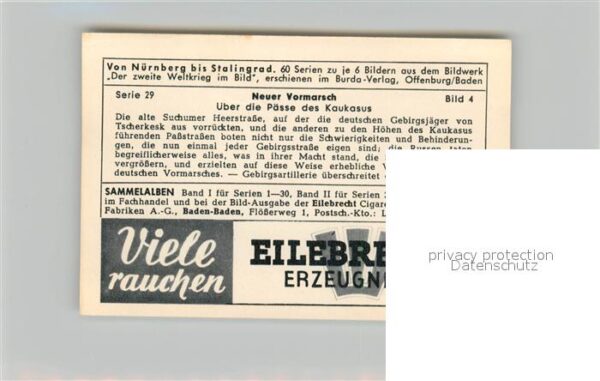 Von Nürnberg bis Stalingrad. 60 Serien zu je 6 Bildern aus dem Bildwerk
„Der zweite Weltkrieg im Bild", erschienen im Burda-Verlag, Offenburg/Baden
Serie 29 Neuer Vormarsch Bild 4
Über die Pässe des Kaukasus
Die alte Suchumer Heerstraße, auf der die deutschen Gebirgsjäger von
Tscherkesk aus vorrückten, und die anderen zu den Höhen des Kaukasus
führenden Paßstraßen boten nicht nur die Schwierigkeiten und Behinderun-
gen, die nun einmal jeder Gebirgsstraße eigen sind; die Russen taten
begreiflicherweise alles, was in ihrer Macht stand, die
vergrößern, und erzielten auf diese Weise erhebliche
deutschen Vormarsches. — Gebirgsartillerie überschreitet
SAMMELALBEN Band I für Serien 1—30, Band II für Serien
im Fachhandel und bei der Bild-Ausgabe der Eilebrecht
Fabriken A.-G., Baden-Baden, Flößerweg 1, Postsch.-Kto.:
Viele
rauchen
EILEBRE
ERZEUGN
privacy protection
Datenschutz